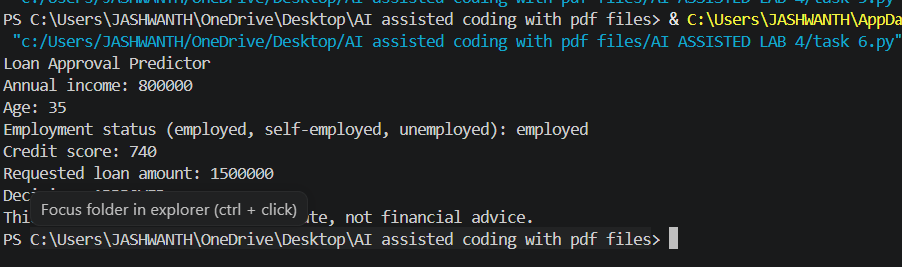 PS C:\Users\JASHWANTH\OneDrive\Desktop\AI assisted coding with pdf files> & C:\Users\JASHWANTH\AppDa
"c:/Users/JASHWANTH/OneDrive/Desktop/AI assisted coding with pdf files/AI ASSISTED LAB 4/task 6.py"
Loan Approval Predictor
Annual income: 800000
Age: 35
Employment status (employed, self-employed, unemployed): employed
Credit score: 740
Requested loan amount: 1500000
Focus folder in explorer (ctrl + click)
not financial advice.
PS C:\Users\JASHWANTH\OneDrive\Desktop\AI assisted coding with pdf files>